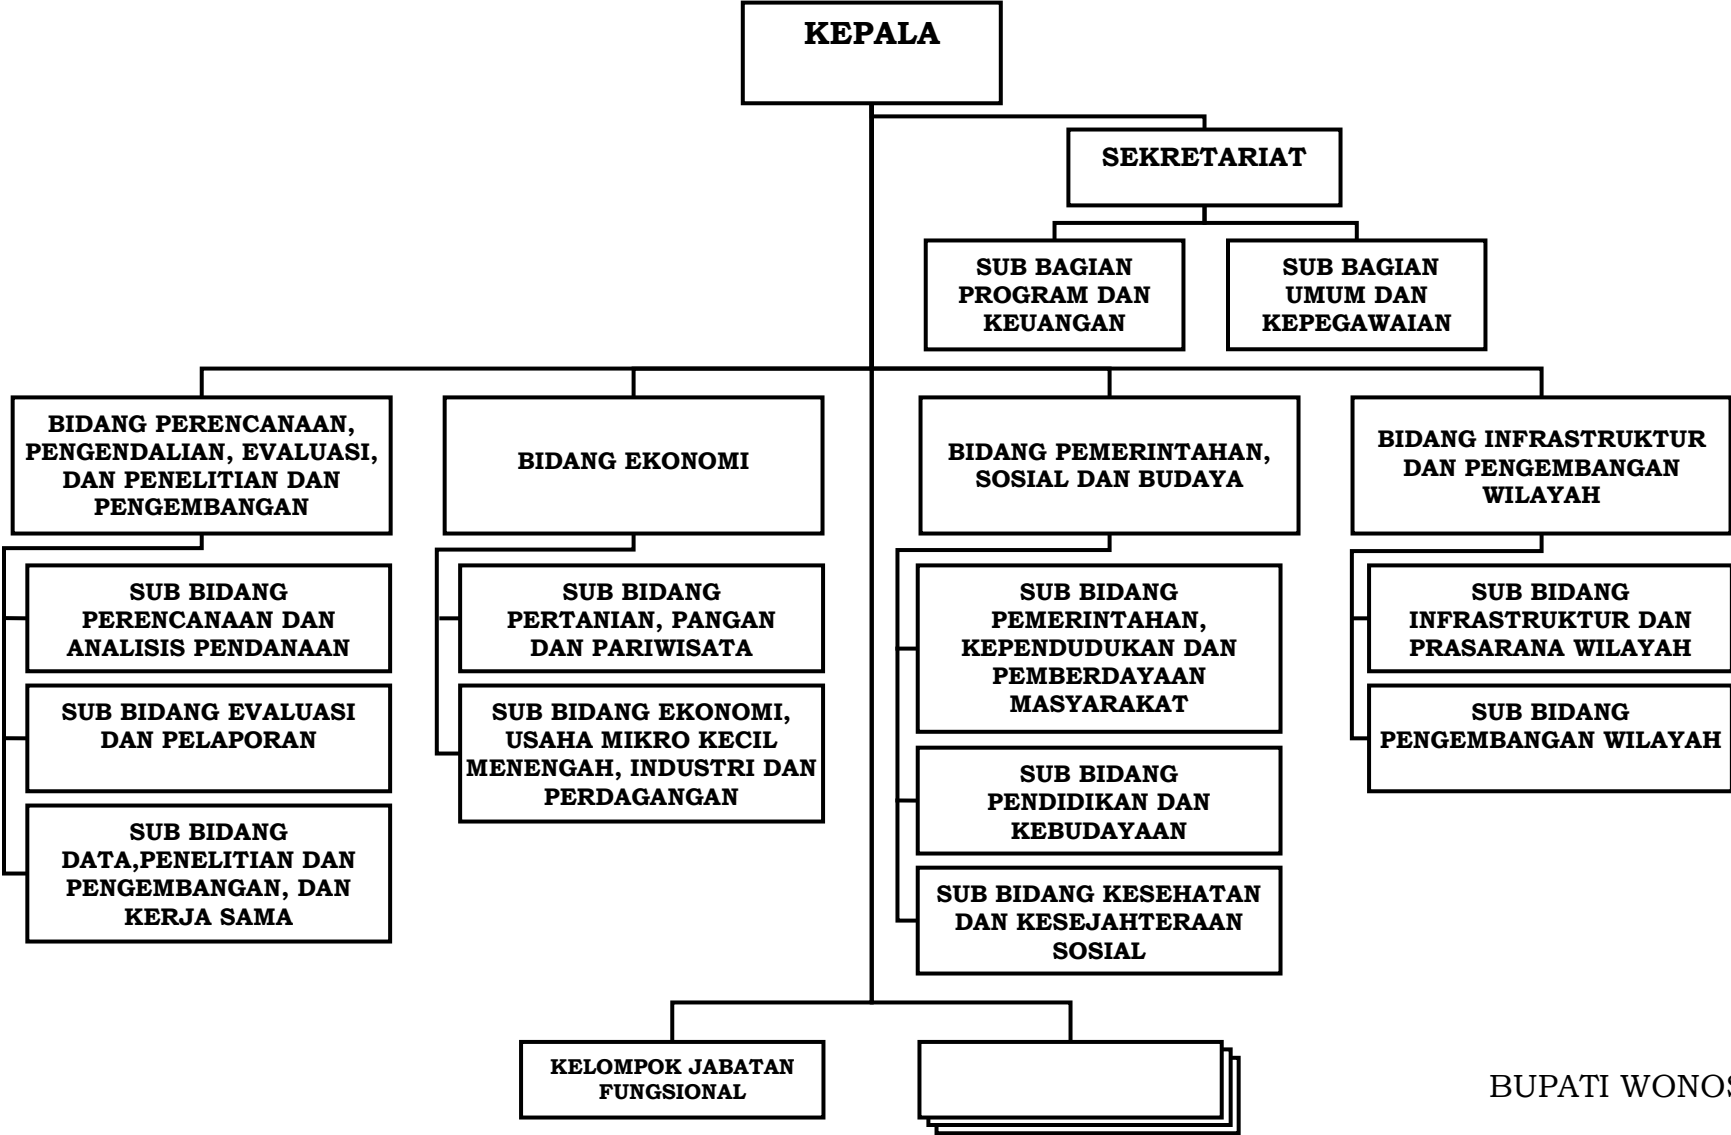 KEPALA
SEKRETARIAT
SUB BAGIAN
PROGRAM DAN
KEUANGAN
SUB BAGIAN
UMUM DAN
KEPEGAWAIAN
BIDANG PERENCANAAN,
PENGENDALIAN, EVALUASI,
DAN PENELITIAN DAN
PENGEMBANGAN
BIDANG EKONOMI
BIDANG PEMERINTAHAN,
SOSIAL DAN BUDAYA
BIDANG INFRASTRUKTUR
DAN PENGEMBANGAN
WILAYAH
SUB BIDANG
PERENCANAAN DAN
ANALISIS PENDANAAN
SUB BIDANG EVALUASI
DAN PELAPORAN
SUB BIDANG
DATA,PENELITIAN DAN
PENGEMBANGAN, DAN
KERJA SAMA
SUB BIDANG
PERTANIAN, PANGAN
DAN PARIWISATA
SUB BIDANG EKONOMI,
USAHA MIKRO KECIL
MENENGAH, INDUSTRI DAN
PERDAGANGAN
SUB BIDANG
PEMERINTAHAN,
KEPENDUDUKAN DAN
PEMBERDAYAAN
MASYARAKAT
SUB BIDANG
PENDIDIKAN DAN
KEBUDAYAAN
SUB BIDANG KESEHATAN
DAN KESEJAHTERAAN
SOSIAL
SUB BIDANG
INFRASTRUKTUR DAN
PRASARANA WILAYAH
SUB BIDANG
PENGEMBANGAN WILAYAH
KELOMPOK JABATAN
FUNGSIONAL
BUPATI